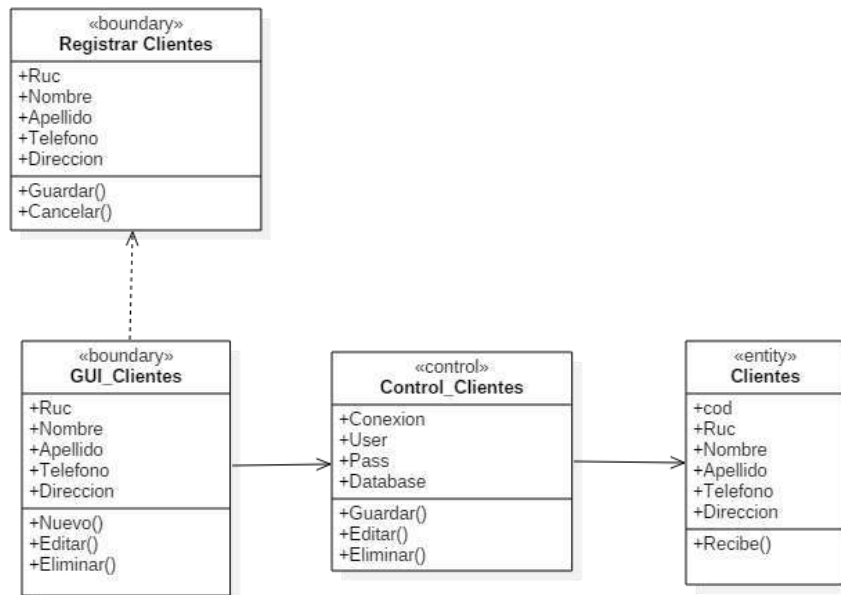 «boundary»
Registrar Clientes
+Ruc
+Nombre
+Apellido
+Telefono
+Direccion
+Guardar()
+Cancelar()
«boundary»
GUI_Clientes
+Ruc
+Nombre
+Apellido
+Telefono
+Direccion
+Nuevo()
+Editar()
+Eliminar()
«control»
Control_Clientes
+Conexion
+User
+Pass
+Database
+Guardar()
+Editar()
+Eliminar()
«entity»
Clientes
+cod
+Ruc
+Nombre
+Apellido
+Telefono
+Direccion
+Recibe()